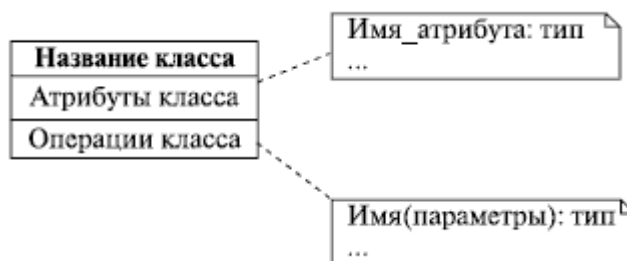 Название класса
Атрибуты класса
Операции класса
Имя_атрибута: тип
...
Имя(параметры): тип
...